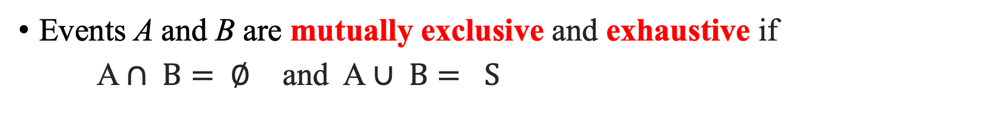 • Events A and B are mutually exclusive and exhaustive if
A ∩ B = ∅ and A ∪ B = S